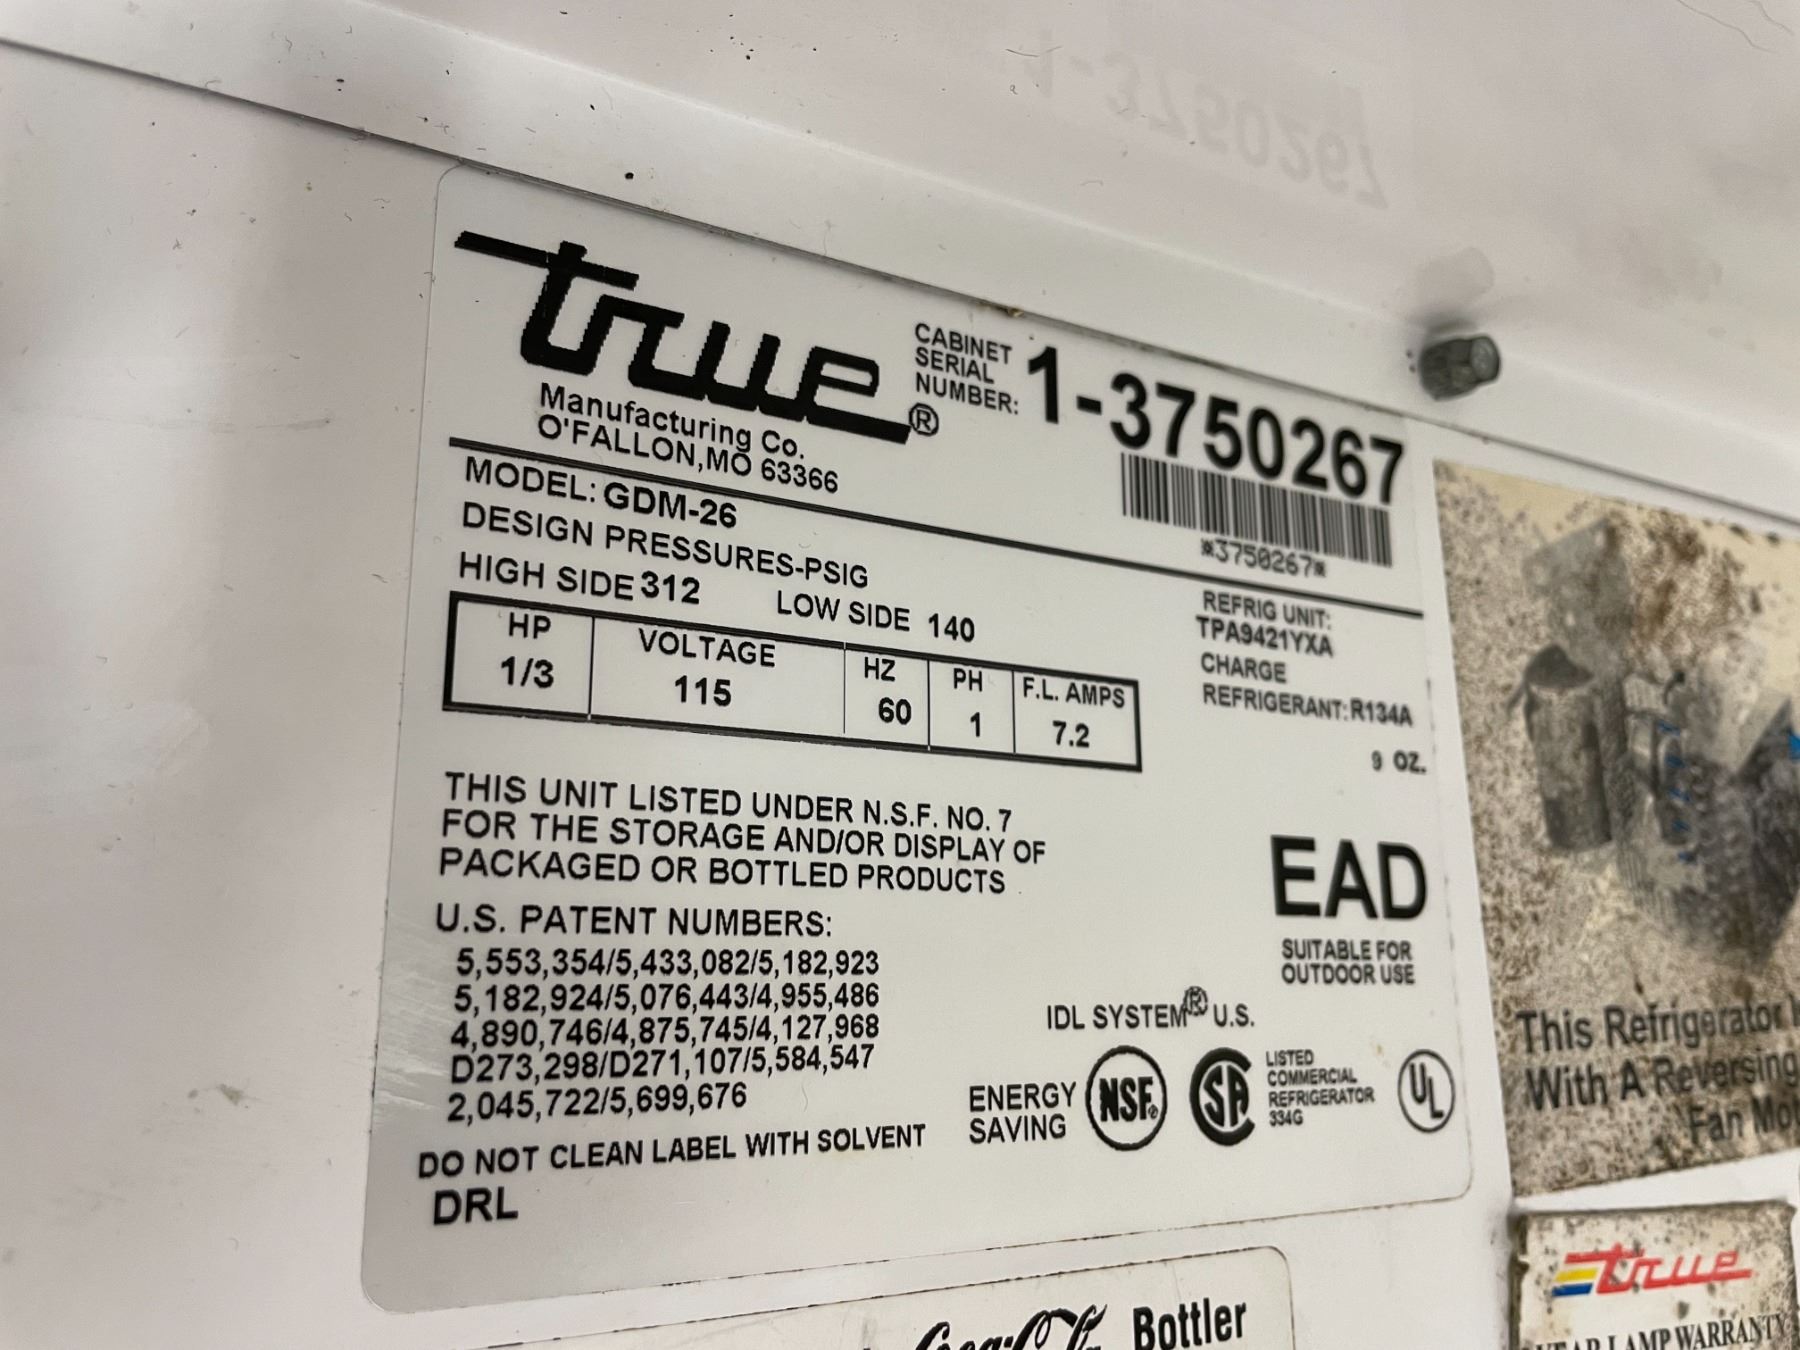 true®
Manufacturing Co.
O'FALLON,MO 63366
CABINET
SERIAL
NUMBER:
1-3750267
*3750267*
MODEL: GDM-26
DESIGN PRESSURES-PSIG
HIGH SIDE 312 LOW SIDE 140
REFRIG UNIT:
TPA9421YXA
CHARGE
REFRIGERANT: R134A
9 OZ.
HP VOLTAGE HZ PH F.L. AMPS
1/3 115 60 1 7.2
THIS UNIT LISTED UNDER N.S.F. NO. 7
FOR THE STORAGE AND/OR DISPLAY OF
PACKAGED OR BOTTLED PRODUCTS
EAD
SUITABLE FOR
OUTDOOR USE
U.S. PATENT NUMBERS:
5,553,354/5,433,082/5,182,923
5,182,924/5,076,443/4,955,486
4,890,746/4,875,745/4,127,968
D273,298/D271,107/5,584,547
2,045,722/5,699,676
IDL SYSTEM® U.S.
ENERGY
SAVING
NSF®
SA
LISTED
COMMERCIAL
REFRIGERATOR
334G
UL
DO NOT CLEAN LABEL WITH SOLVENT
DRL
This Refrigerator
With A Reversing
Fan
true
LAMP WARRANTY
Coca-Cola Bottler